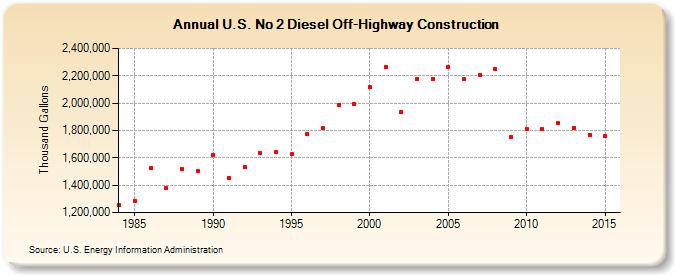 Annual U.S. No 2 Diesel Off-Highway Construction
Thousand Gallons
2,400,000
2,200,000
2,000,000
1,800,000
1,600,000
1,400,000
1,200,000
1985 1990 1995 2000 2005 2010 2015
Source: U.S. Energy Information Administration